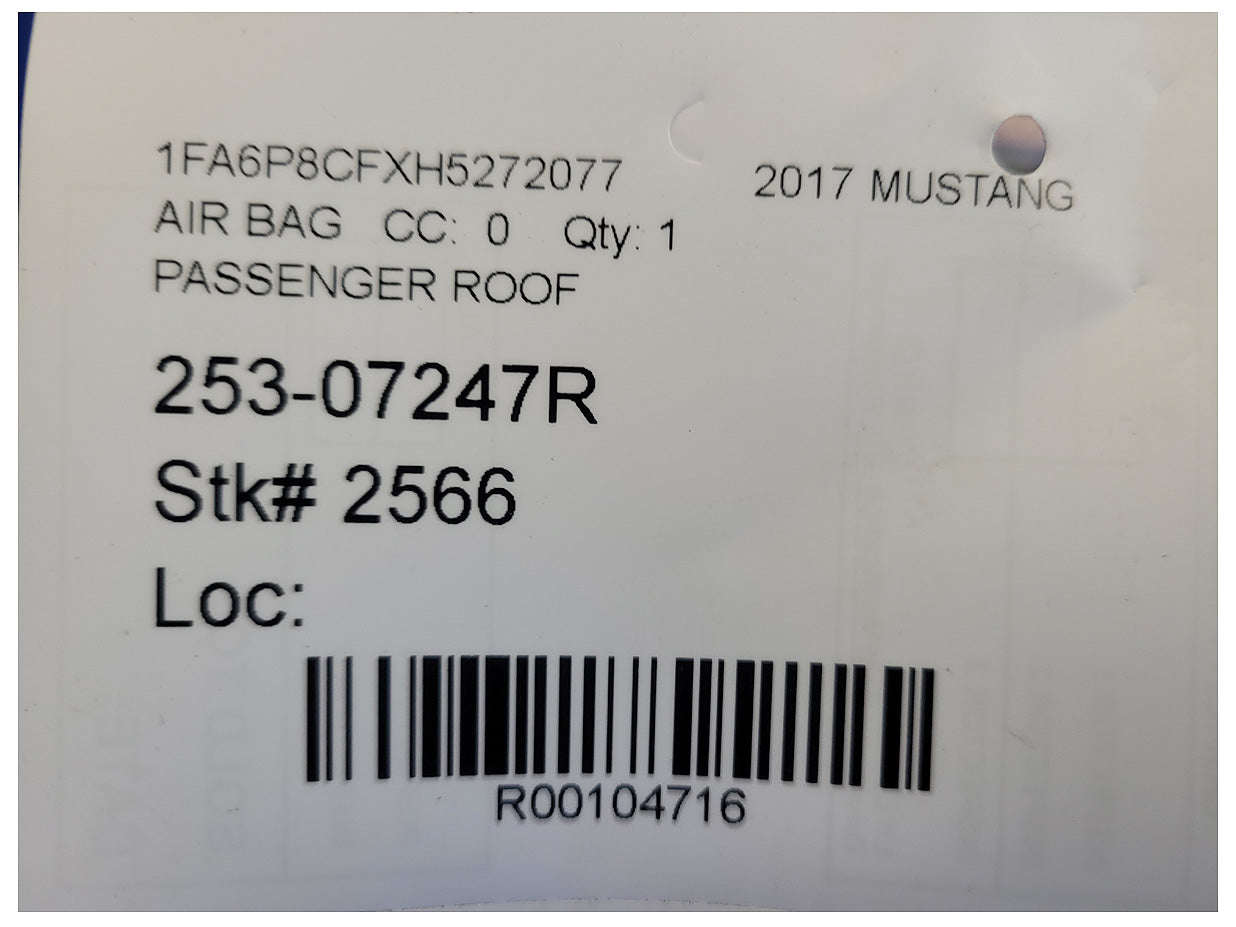 1FA6P8CFXH5272077 2017 MUSTANG
AIR BAG CC: 0 Qty: 1
PASSENGER ROOF
253-07247R
Stk# 2566
Loc:
R00104716